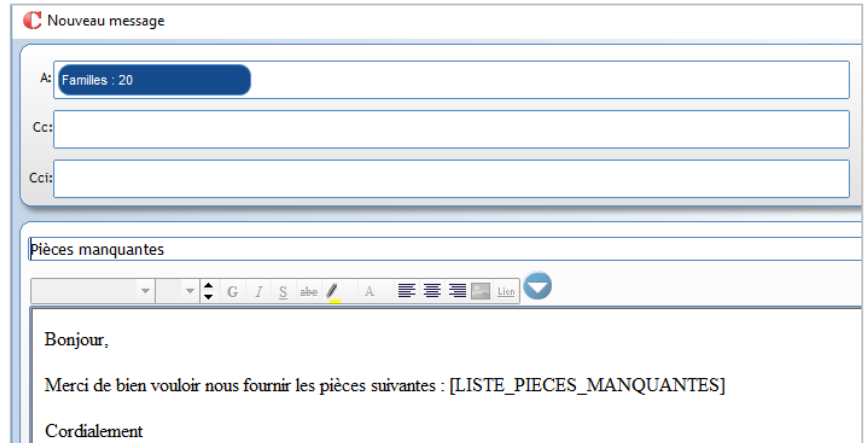 Nouveau message
A: Familles : 20
Cc:
Cci:
Pièces manquantes
G I S abc A Lien
Bonjour,
Merci de bien vouloir nous fournir les pièces suivantes : [LISTE_PIECES_MANQUANTES]
Cordialement